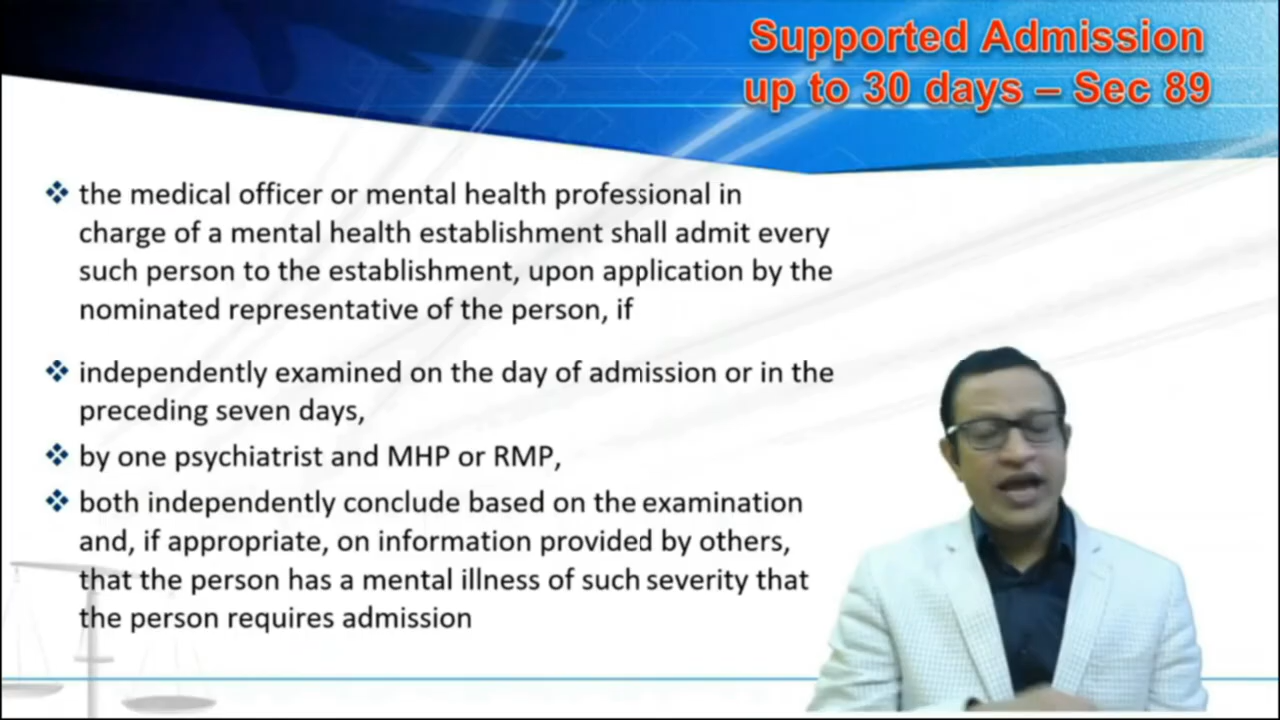 Supported Admission
up to 30 days – Sec 89
❖ the medical officer or mental health professional in
charge of a mental health establishment shall admit every
such person to the establishment, upon application by the
nominated representative of the person, if
❖ independently examined on the day of admission or in the
preceding seven days,
❖ by one psychiatrist and MHP or RMP,
❖ both independently conclude based on the examination
and, if appropriate, on information provided by others,
that the person has a mental illness of such severity that
the person requires admission